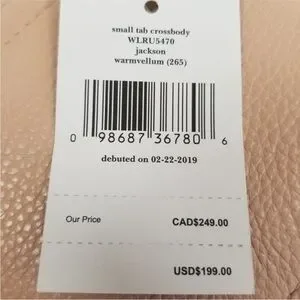 small tab crossbody
WLRU5470
jackson
warmvellum (265)
0 98687 36780 6
debuted on 02-22-2019
Our Price CAD$249.00
USD$199.00